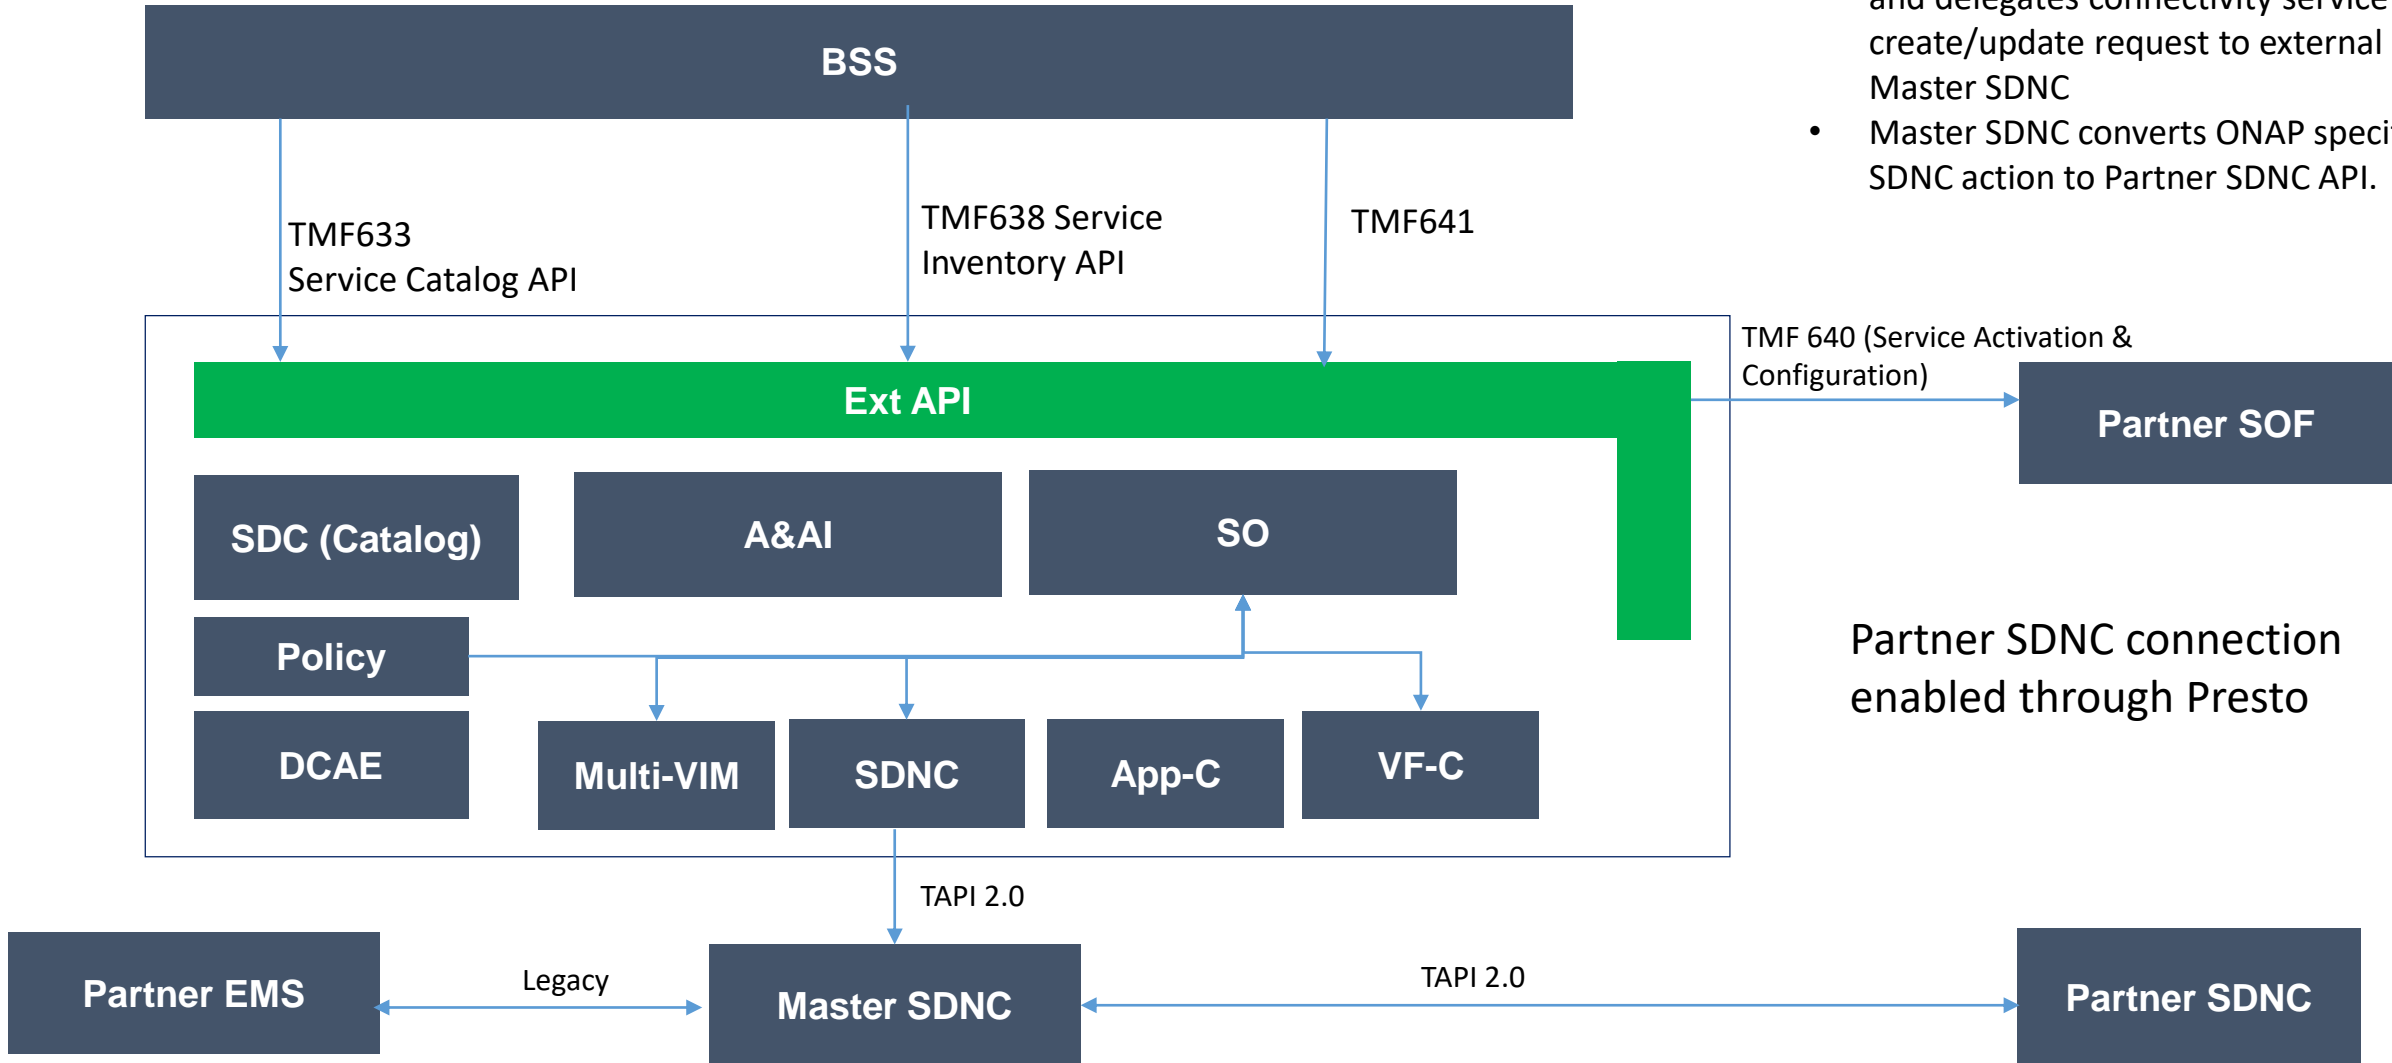 and delegates connectivity service
create/update request to external
Master SDNC
• Master SDNC converts ONAP
SDNC action to Partner SDNC API.
BSS
TMF633
Service Catalog API
TMF638 Service
Inventory API
TMF641
TMF 640 (Service Activation &
Configuration)
Ext API
Partner SOF
SDC (Catalog)
A&AI
SO
Policy
Partner SDNC connection
enabled through Presto
DCAE
Multi-VIM
SDNC
App-C
VF-C
TAPI 2.0
Partner EMS
Legacy
Master SDNC
TAPI 2.0
Partner SDNC